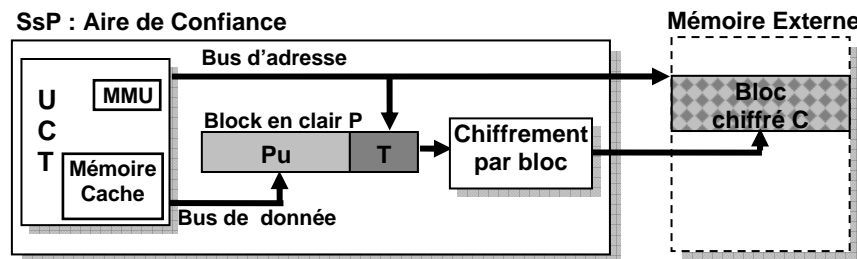 SsP : Aire de Confiance
Mémoire Externe
Bus d'adresse
U
C
T
MMU
Block en clair P
Pu
T
Chiffrement
par bloc
Bloc
chiffré C
Mémoire
Cache
Bus de donnée